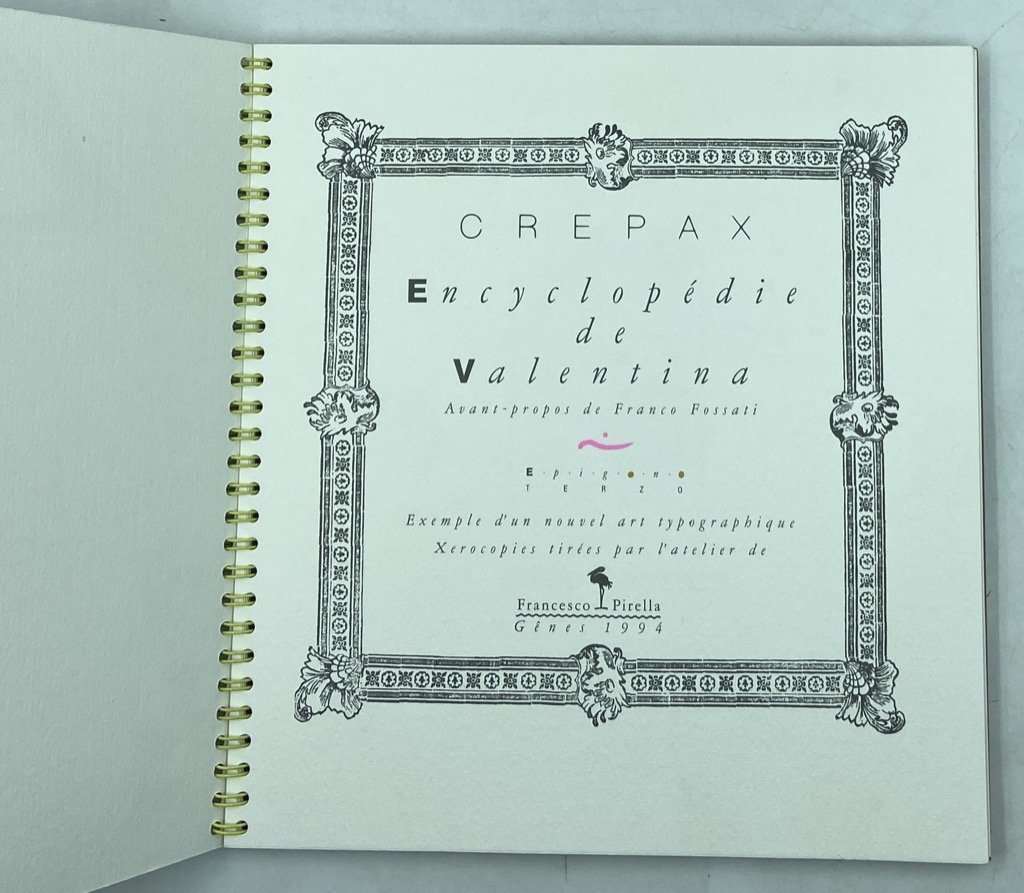 CREPAX
Encyclopédie
de
Valentina
Avant-propos de Franco Fossati
E·p·i·g·o·n·o
TERZO
Exemple d'un nouvel art typographique
Xerocopies tirées par l'atelier de
Francesco Pirella
Gênes 1994